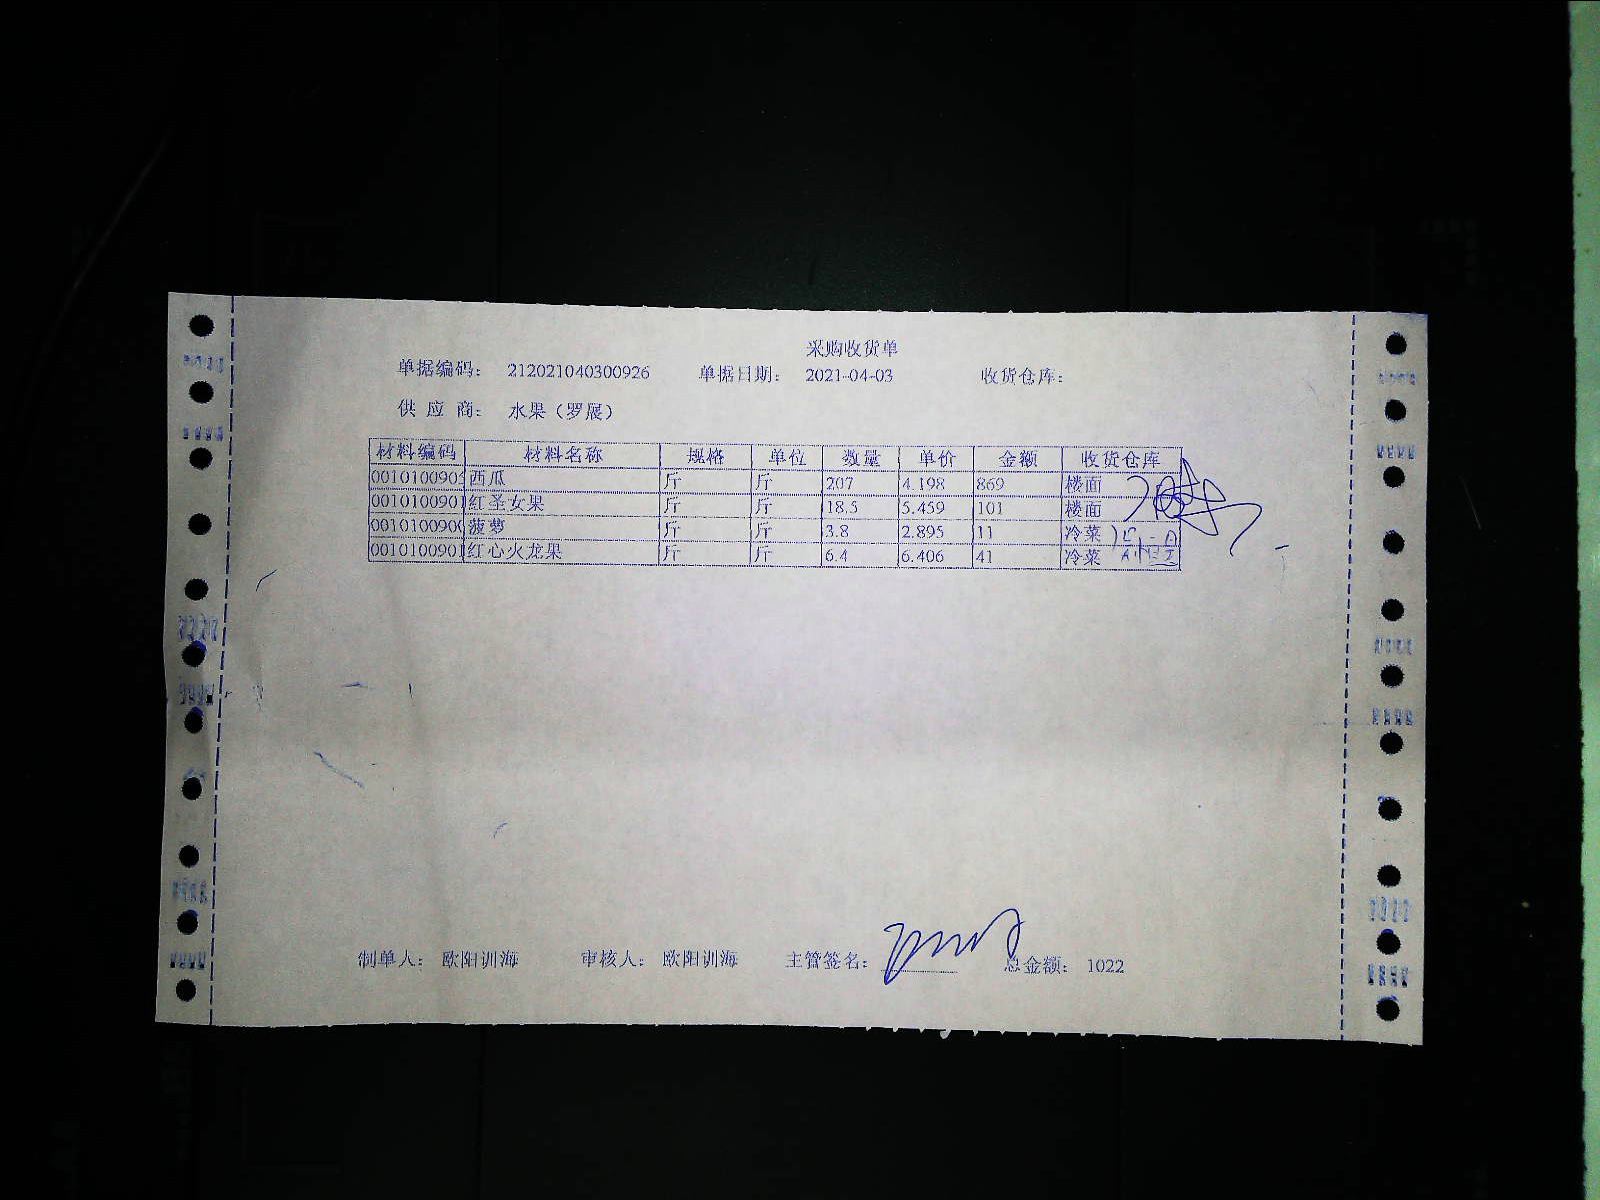 采购收货单
单据编码: 212021040300926 单据日期: 2021-04-03 收货仓库:
供 应 商: 水果（罗展）
材料编码 材料名称 规格 单位 数量 单价 金额 收货仓库
001010090 西瓜 斤 斤 207 4.198 869 楼面
001010090 红圣女果 斤 斤 18.5 5.459 101 楼面
001010090 菠萝 斤 斤 3.8 2.895 11 冷菜
001010090 红心火龙果 斤 斤 6.4 6.406 41 冷菜
制单人: 欧阳训海 审核人: 欧阳训海 主管签名: 总金额: 1022